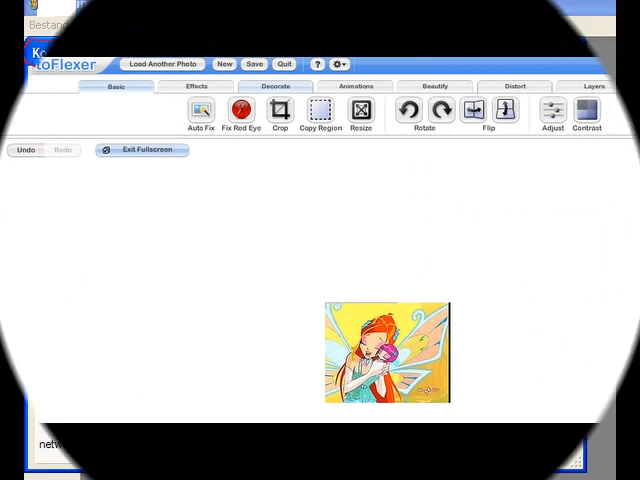 Bestand
toFlexer Load Another Photo New Save Quit ?
Basic Effects Decorate Animations Beautify Distort Layers
Auto Fix Fix Red Eye Crop Copy Region Resize Rotate Flip Adjust Contrast
Undo Redo Exit Fullscreen
netw